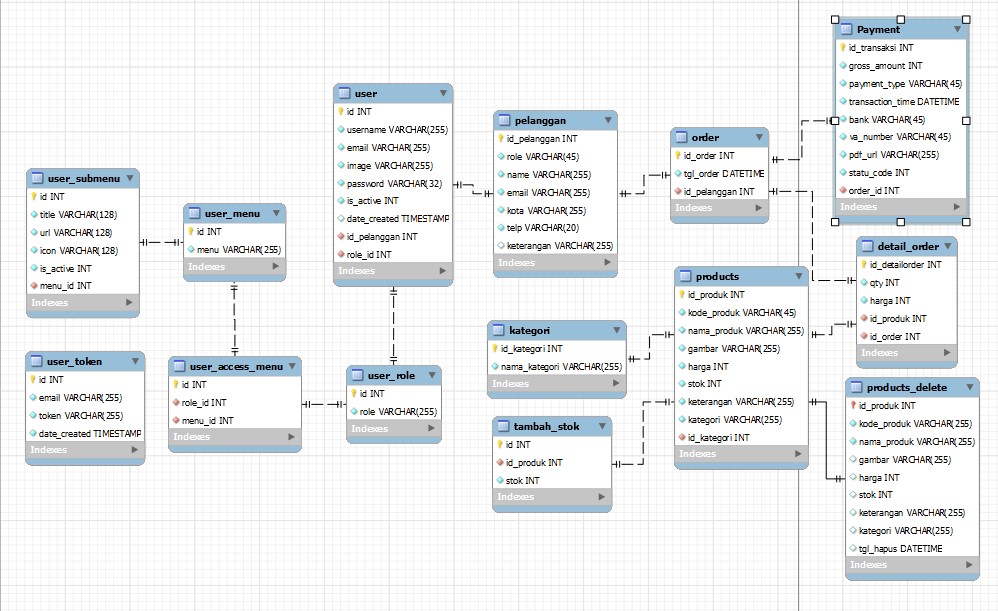 user_submenu
id INT
title VARCHAR(128)
url VARCHAR(128)
icon VARCHAR(128)
is_active INT
menu_id INT
Indexes
user_menu
id INT
menu VARCHAR(255)
Indexes
user_token
id INT
email VARCHAR(255)
token VARCHAR(255)
date_created TIMESTAMP
Indexes
user_access_menu
id INT
role_id INT
menu_id INT
Indexes
user
id INT
username VARCHAR(255)
email VARCHAR(255)
image VARCHAR(255)
password VARCHAR(32)
is_active INT
date_created TIMESTAMP
id_pelanggan INT
role_id INT
Indexes
user_role
id INT
role VARCHAR(255)
Indexes
pelanggan
id_pelanggan INT
role VARCHAR(45)
name VARCHAR(255)
email VARCHAR(255)
kota VARCHAR(255)
telp VARCHAR(20)
keterangan VARCHAR(255)
Indexes
kategori
id_kategori INT
nama_kategori VARCHAR(255)
Indexes
tambah_stok
id INT
id_produk INT
stok INT
Indexes
order
id_order INT
tgl_order DATETIME
id_pelanggan INT
Indexes
products
id_produk INT
kode_produk VARCHAR(45)
nama_produk VARCHAR(255)
gambar VARCHAR(255)
harga INT
stok INT
keterangan VARCHAR(255)
kategori VARCHAR(255)
id_kategori INT
Indexes
Payment
id_transaksi INT
gross_amount INT
payment_type VARCHAR(45)
transaction_time DATETIME
bank VARCHAR(45)
va_number VARCHAR(45)
pdf_url VARCHAR(255)
statu_code INT
order_id INT
Indexes
detail_order
id_detailorder INT
qty INT
harga INT
id_produk INT
id_order INT
Indexes
products_delete
id_produk INT
kode_produk VARCHAR(255)
nama_produk VARCHAR(255)
gambar VARCHAR(255)
harga INT
stok INT
keterangan VARCHAR(255)
kategori VARCHAR(255)
tgl_hapus DATETIME
Indexes